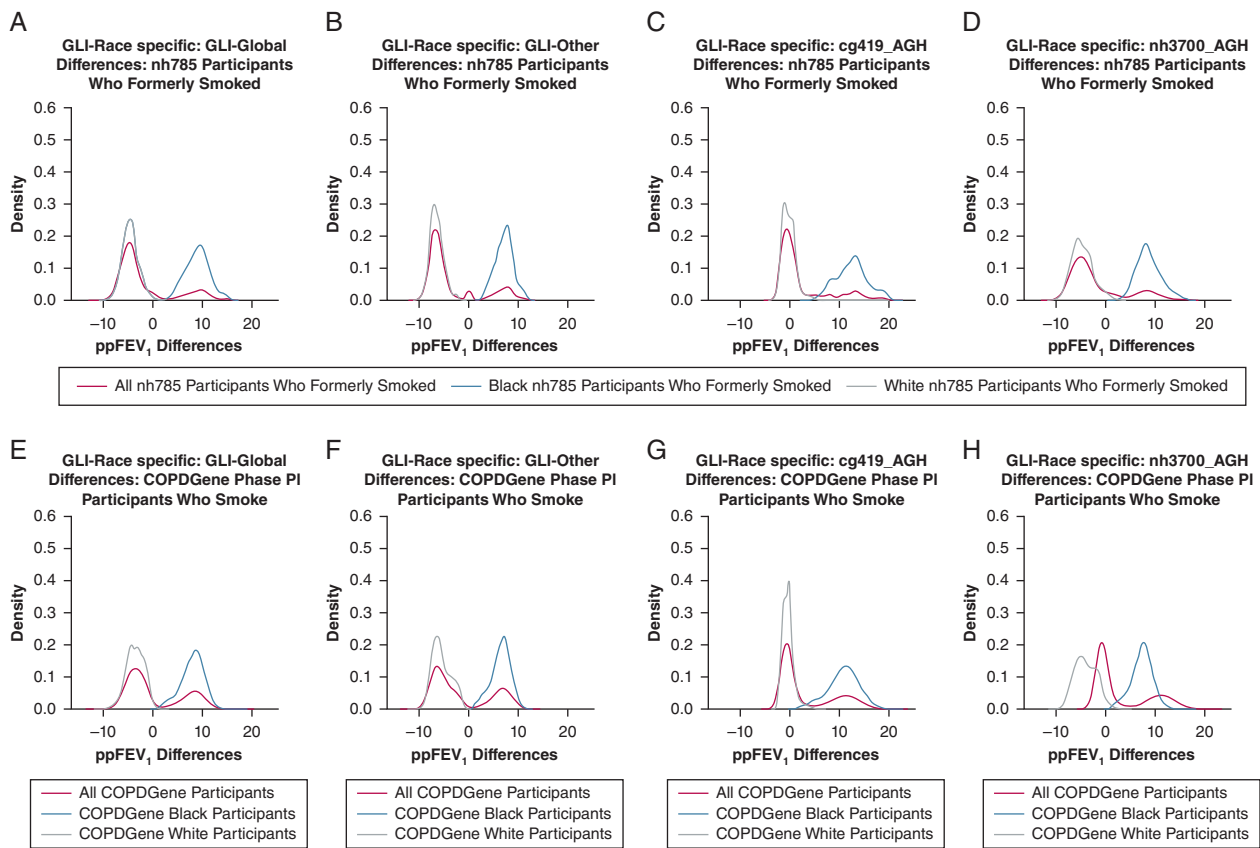 A
GLI-Race specific: GLI-Global
Differences: nh785 Participants
Who Formerly Smoked
0.6
0.5
0.4
0.3
0.2
0.1
0.0
Density
−10 0 10 20
ppFEV1 Differences
B
GLI-Race specific: GLI-Other
Differences: nh785 Participants
Who Formerly Smoked
0.6
0.5
0.4
0.3
0.2
0.1
0.0
Density
−10 0 10 20
ppFEV1 Differences
C
GLI-Race specific: cg419_AGH
Differences: nh785 Participants
Who Formerly Smoked
0.6
0.5
0.4
0.3
0.2
0.1
0.0
Density
−10 0 10 20
ppFEV1 Differences
D
GLI-Race specific: nh3700_AGH
Differences: nh785 Participants
Who Formerly Smoked
0.6
0.5
0.4
0.3
0.2
0.1
0.0
Density
−10 0 10 20
ppFEV1 Differences
All nh785 Participants Who Formerly Smoked Black nh785 Participants Who Formerly Smoked White nh785 Participants Who Formerly Smoked
E
GLI-Race specific: GLI-Global
Differences: COPDGene Phase PI
Participants Who Smoke
0.6
0.5
0.4
0.3
0.2
0.1
0.0
Density
−10 0 10 20
ppFEV1 Differences
All COPDGene Participants
COPDGene Black Participants
COPDGene White Participants
F
GLI-Race specific: GLI-Other
Differences: COPDGene Phase PI
Participants Who Smoke
0.6
0.5
0.4
0.3
0.2
0.1
0.0
Density
−10 0 10 20
ppFEV1 Differences
All COPDGene Participants
COPDGene Black Participants
COPDGene White Participants
G
GLI-Race specific: cg419_AGH
Differences: COPDGene Phase PI
Participants Who Smoke
0.6
0.5
0.4
0.3
0.2
0.1
0.0
Density
−10 0 10 20
ppFEV1 Differences
All COPDGene Participants
COPDGene Black Participants
COPDGene White Participants
H
GLI-Race specific: nh3700_AGH
Differences: COPDGene Phase PI
Participants Who Smoke
0.6
0.5
0.4
0.3
0.2
0.1
0.0
Density
−10 0 10 20
ppFEV1 Differences
All COPDGene Participants
COPDGene Black Participants
COPDGene White Participants